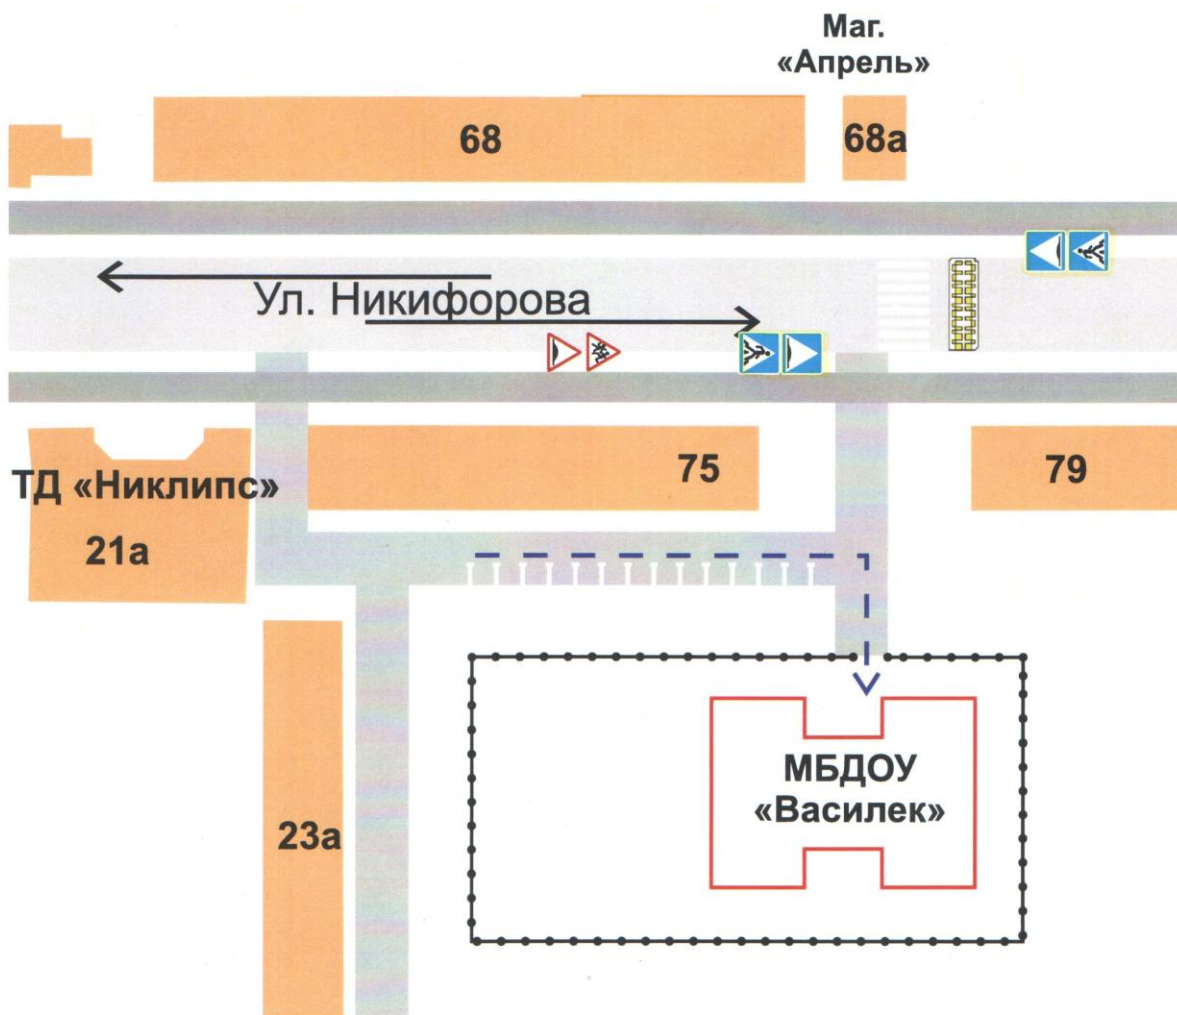 Маг.
«Апрель»
68
68а
Ул. Никифорова
ТД «Никлипс»
21а
75
79
23а
МБДОУ
«Василек»